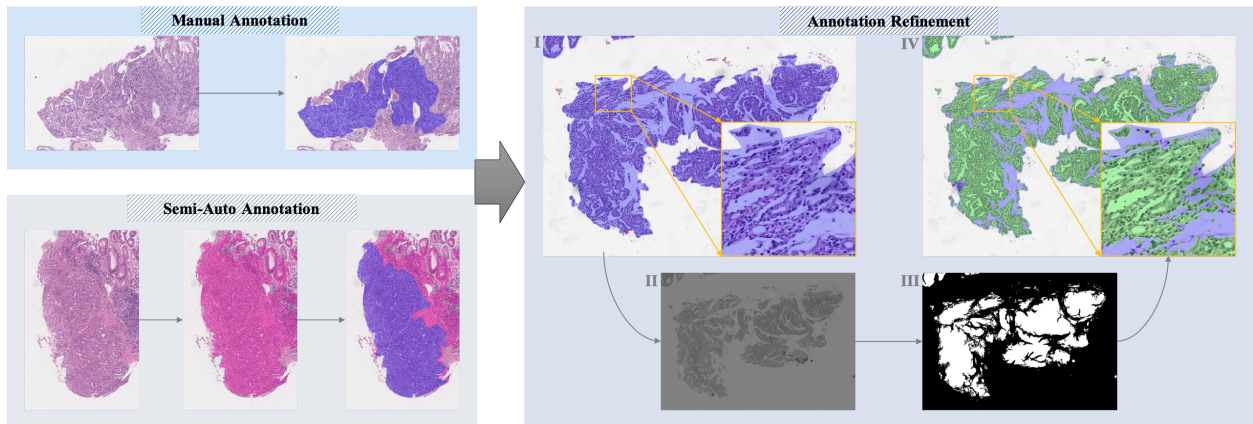 Manual Annotation
Semi-Auto Annotation
Annotation Refinement
I
IV
II
III